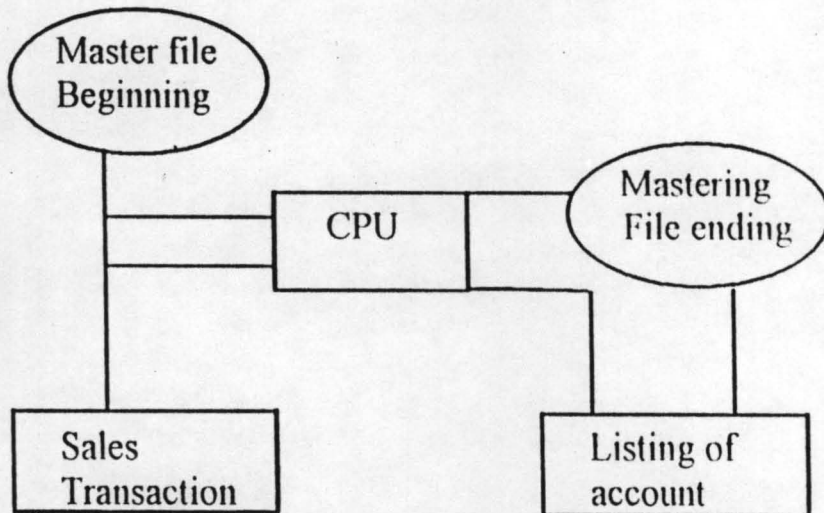 Master file
Beginning
CPU
Mastering
File ending
Sales
Transaction
Listing of
account